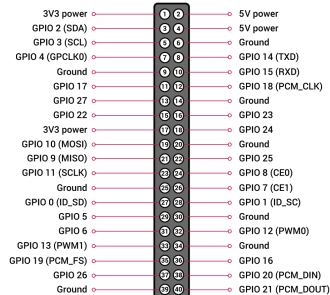 3V3 power 1 2 5V power
GPIO 2 (SDA) 3 4 5V power
GPIO 3 (SCL) 5 6 Ground
GPIO 4 (GPCLK0) 7 8 GPIO 14 (TXD)
Ground 9 10 GPIO 15 (RXD)
GPIO 17 11 12 GPIO 18 (PCM_CLK)
GPIO 27 13 14 Ground
GPIO 22 15 16 GPIO 23
3V3 power 17 18 GPIO 24
GPIO 10 (MOSI) 19 20 Ground
GPIO 9 (MISO) 21 22 GPIO 25
GPIO 11 (SCLK) 23 24 GPIO 8 (CE0)
Ground 25 26 GPIO 7 (CE1)
GPIO 0 (ID_SD) 27 28 GPIO 1 (ID_SC)
GPIO 5 29 30 Ground
GPIO 6 31 32 GPIO 12 (PWM0)
GPIO 13 (PWM1) 33 34 Ground
GPIO 19 (PCM_FS) 35 36 GPIO 16
GPIO 26 37 38 GPIO 20 (PCM_DIN)
Ground 39 40 GPIO 21 (PCM_DOUT)